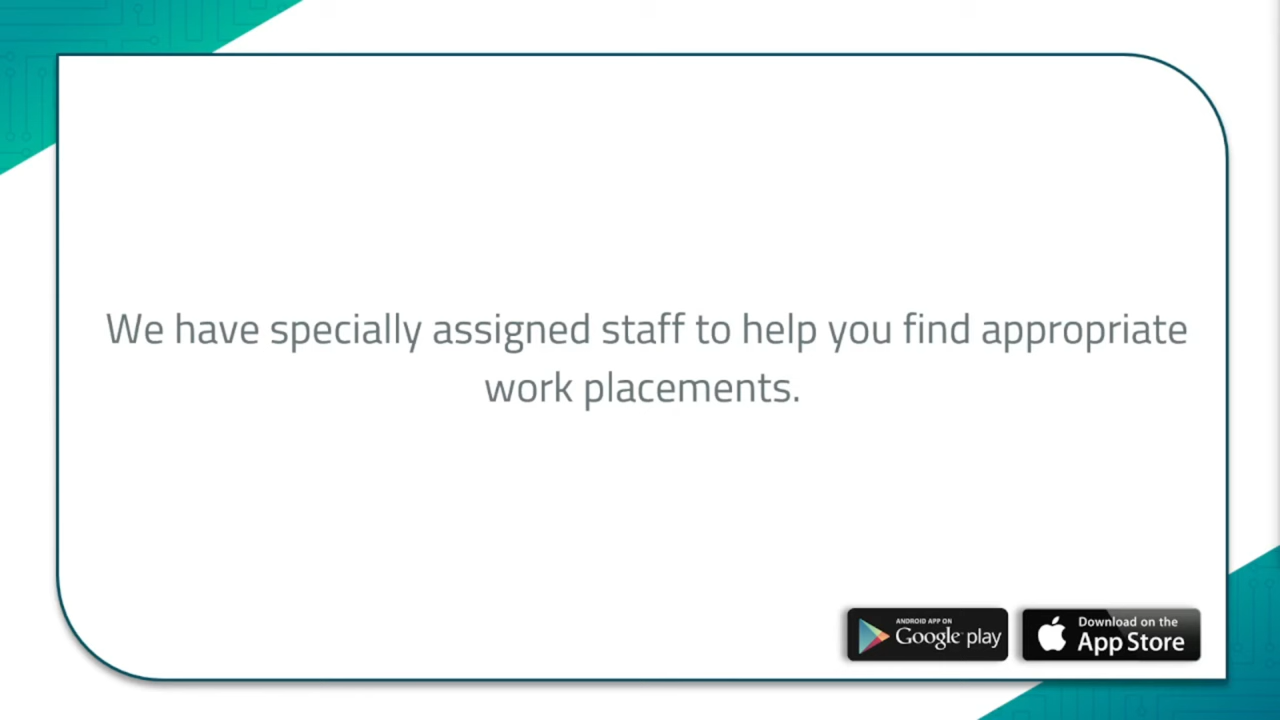 We have specially assigned staff to help you find appropriate
work placements.
ANDROID APP ON
Google play
Download on the
App Store